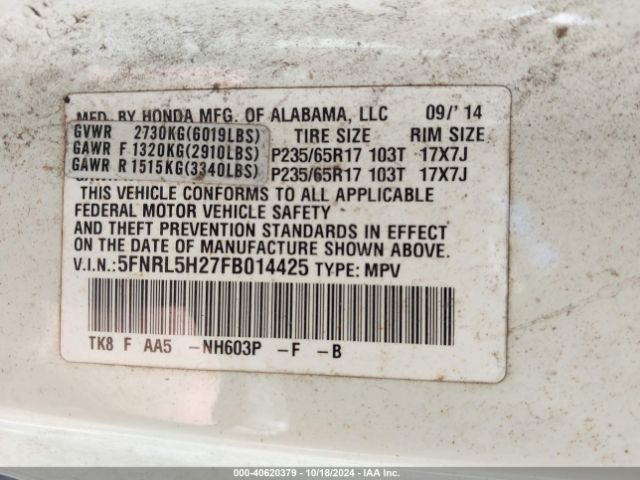 MFD. BY HONDA MFG. OF ALABAMA, LLC 09/' 14
GVWR 2730KG(6019LBS) TIRE SIZE RIM SIZE
GAWR F 1320KG(2910LBS) P235/65R17 103T 17X7J
GAWR R 1515KG(3340LBS) P235/65R17 103T 17X7J
THIS VEHICLE CONFORMS TO ALL APPLICABLE
FEDERAL MOTOR VEHICLE SAFETY
AND THEFT PREVENTION STANDARDS IN EFFECT
ON THE DATE OF MANUFACTURE SHOWN ABOVE.
V.I.N.:5FNRL5H27FB014425 TYPE: MPV
TK8 F AA5 -NH603P -F -B
000-40620379 - 10/18/2024 - IAA Inc.